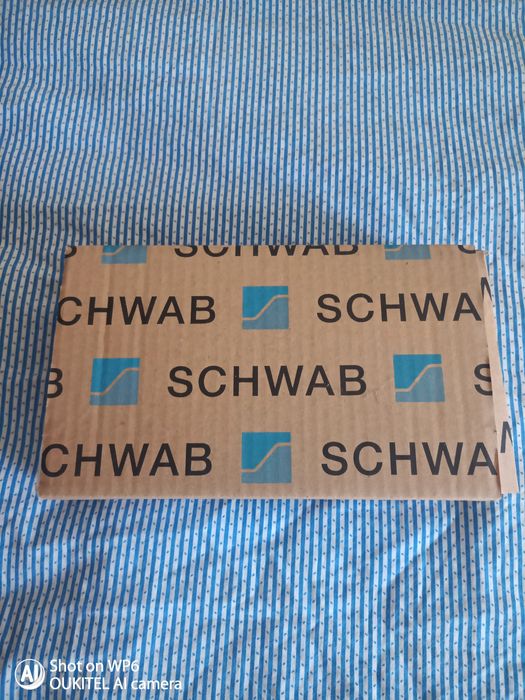 SCHWAB
CHWAB SCHWA
B SCHWAB S
CHWAB SCHWA
Shot on WP6
OUKITEL AI camera